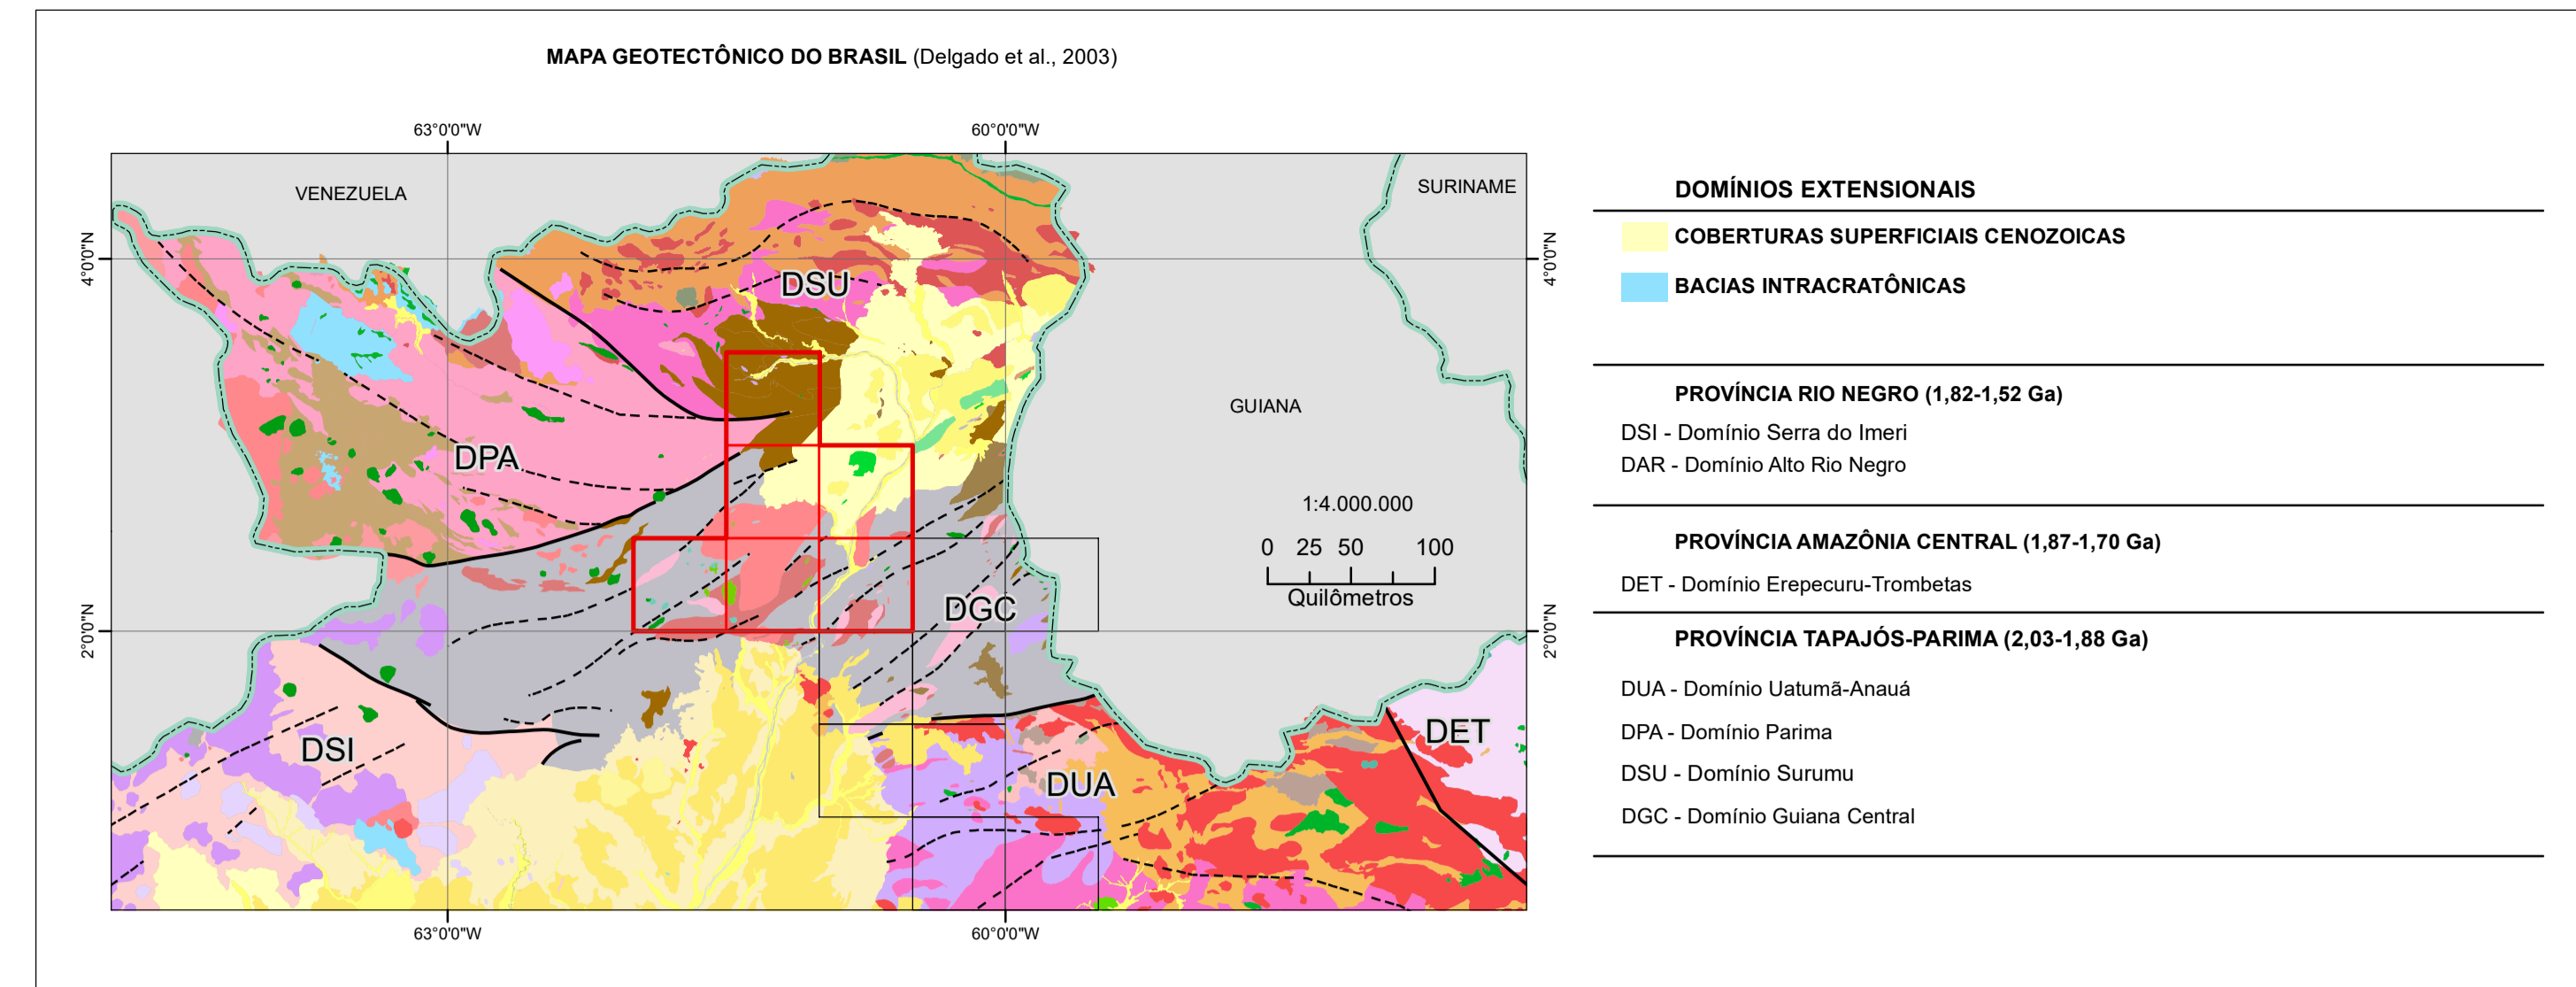 MAPA GEOTECTÔNICO DO BRASIL (Delgado et al., 2003)
63°0'0"W
60°0'0"W
VENEZUELA
SURINAME
4°0'0"N
4°0'0"N
DSU
GUIANA
DPA
1:4.000.000
0 25 50 100
Quilômetros
DGC
2°0'0"N
2°0'0"N
DSI
DET
DUA
63°0'0"W
60°0'0"W
DOMÍNIOS EXTENSIONAIS
COBERTURAS SUPERFICIAIS CENOZOICAS
BACIAS INTRACRATÔNICAS
PROVÍNCIA RIO NEGRO (1,82-1,52 Ga)
DSI - Domínio Serra do Imeri
DAR - Domínio Alto Rio Negro
PROVÍNCIA AMAZÔNIA CENTRAL (1,87-1,70 Ga)
DET - Domínio Erepecuru-Trombetas
PROVÍNCIA TAPAJÓS-PARIMA (2,03-1,88 Ga)
DUA - Domínio Uatumã-Anauá
DPA - Domínio Parima
DSU - Domínio Surumu
DGC - Domínio Guiana Central